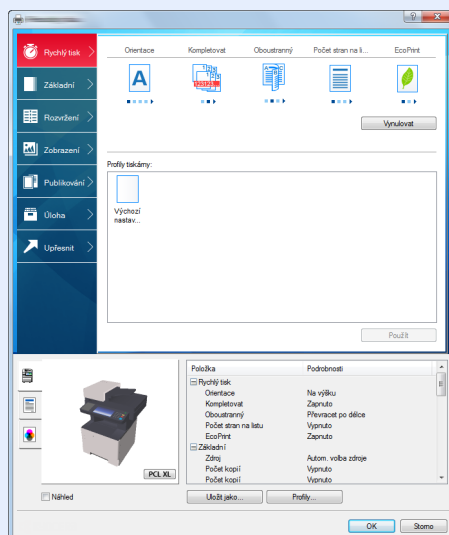 Rychlý tisk
Základní
Rozvržení
Zobrazení
Publikování
Úloha
Upřesnit
Orientace Kompletovat Oboustranný Počet stran na li... EcoPrint
A
Vynulovat
Profily tiskárny:
Výchozí
nastav...
Použít
PCL XL
Náhled
Položka Podrobnosti
Rychlý tisk
Orientace Na výšku
Kompletovat Zapnuto
Oboustranný Převracet po délce
Počet stran na listu Vypnuto
EcoPrint Zapnuto
Základní
Zdroj Autom. volba zdroje
Počet kopií Vypnuto
Počet kopií Vypnuto
Uložit jako... Profily...
OK Storno